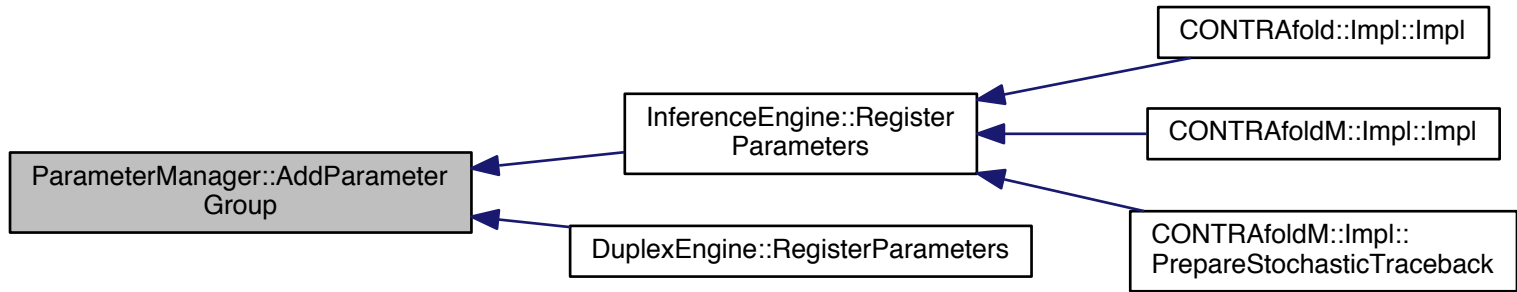 ParameterManager::AddParameter
Group
InferenceEngine::Register
Parameters
DuplexEngine::RegisterParameters
CONTRAfold::Impl::Impl
CONTRAfoldM::Impl::Impl
CONTRAfoldM::Impl::
PrepareStochasticTraceback